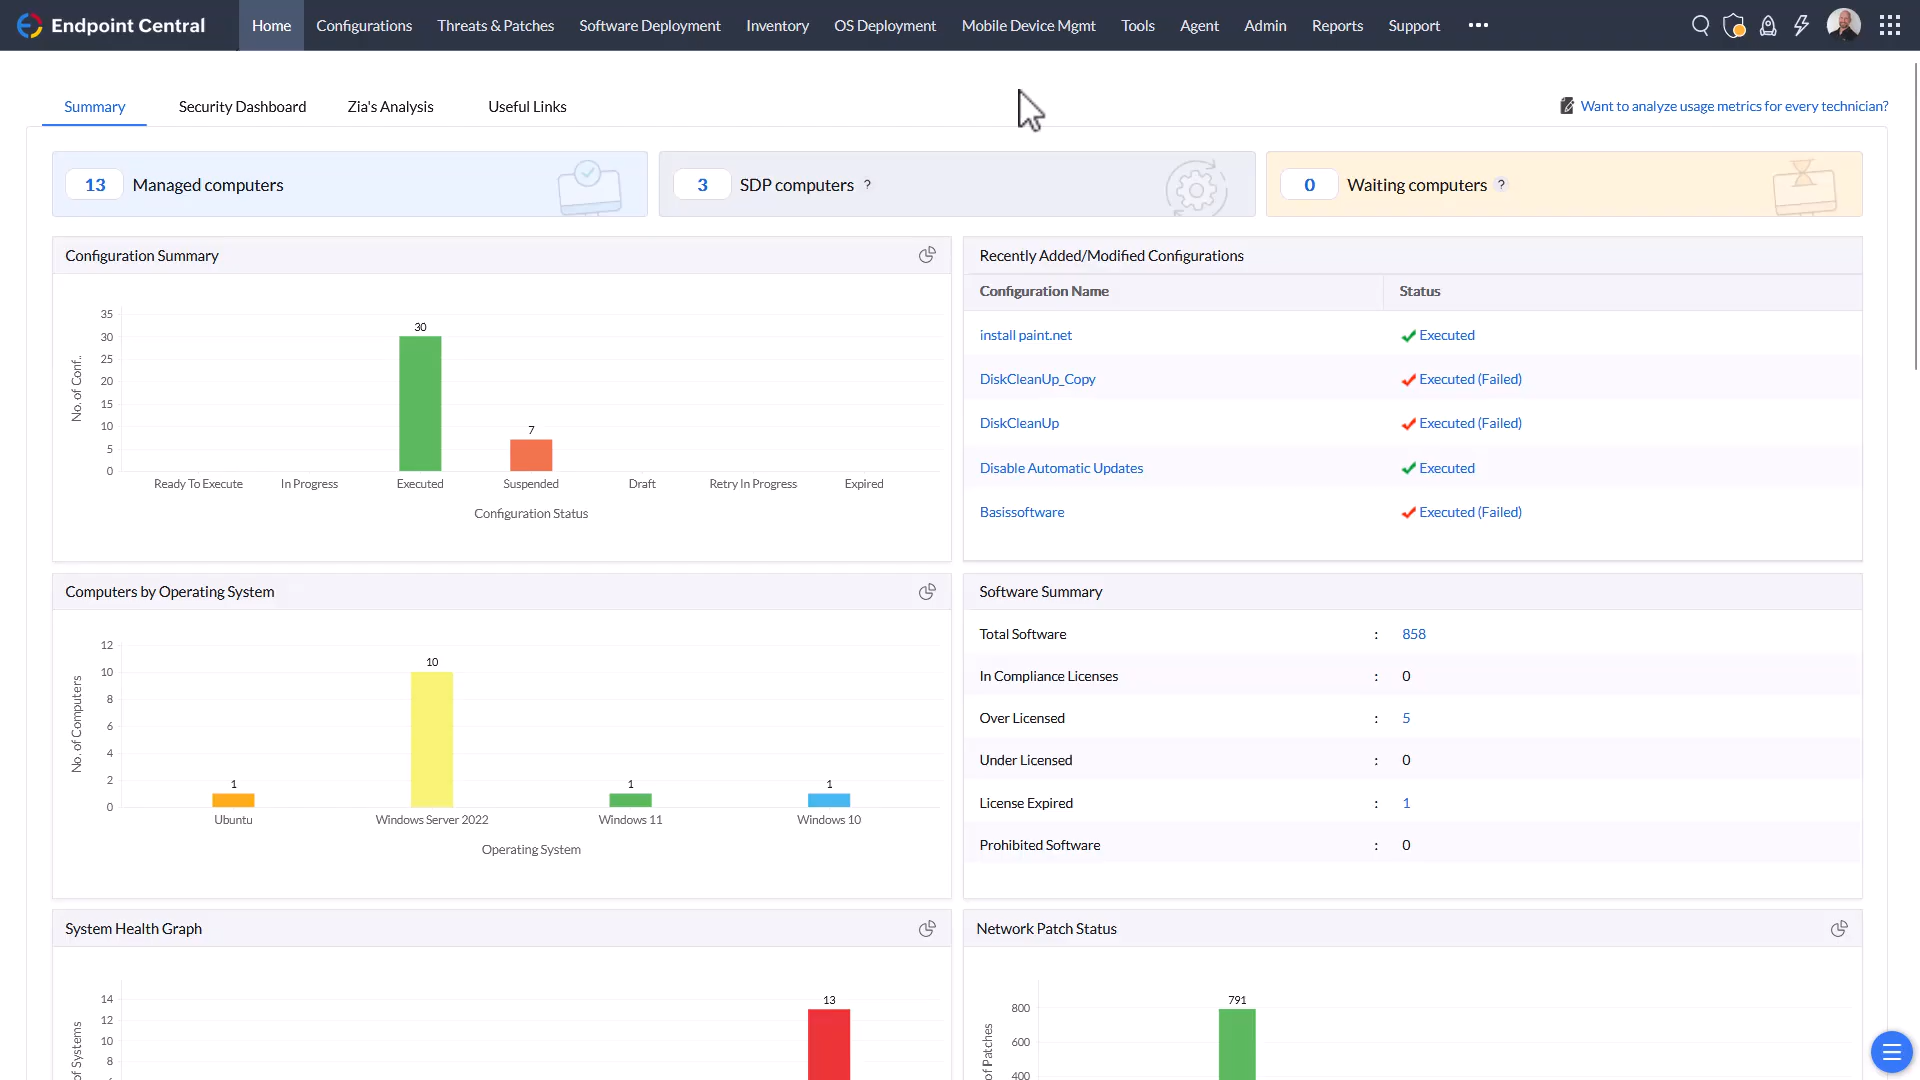 Endpoint Central
Home
Configurations
Threats & Patches
Software Deployment
Inventory
OS Deployment
Mobile Device Mgmt
Tools
Agent
Admin
Reports
Support
Summary
Security Dashboard
Zia's Analysis
Useful Links
Want to analyze usage metrics for every technician?
13 Managed computers
3 SDP computers ?
0 Waiting computers ?
Configuration Summary
No. of Conf..
35
30
25
20
15
10
5
0
30
7
Ready To Execute
In Progress
Executed
Suspended
Draft
Retry In Progress
Expired
Configuration Status
Recently Added/Modified Configurations
Configuration Name Status
install paint.net Executed
DiskCleanUp_Copy Executed (Failed)
DiskCleanUp Executed (Failed)
Disable Automatic Updates Executed
Basissoftware Executed (Failed)
Computers by Operating System
No. of Computers
12
10
8
6
4
2
0
1
10
1
1
Ubuntu
Windows Server 2022
Windows 11
Windows 10
Operating System
Software Summary
Total Software : 858
In Compliance Licenses : 0
Over Licensed : 5
Under Licensed : 0
License Expired : 1
Prohibited Software : 0
System Health Graph
of Systems
14
12
10
8
13
Network Patch Status
of Patches
800
600
400
791